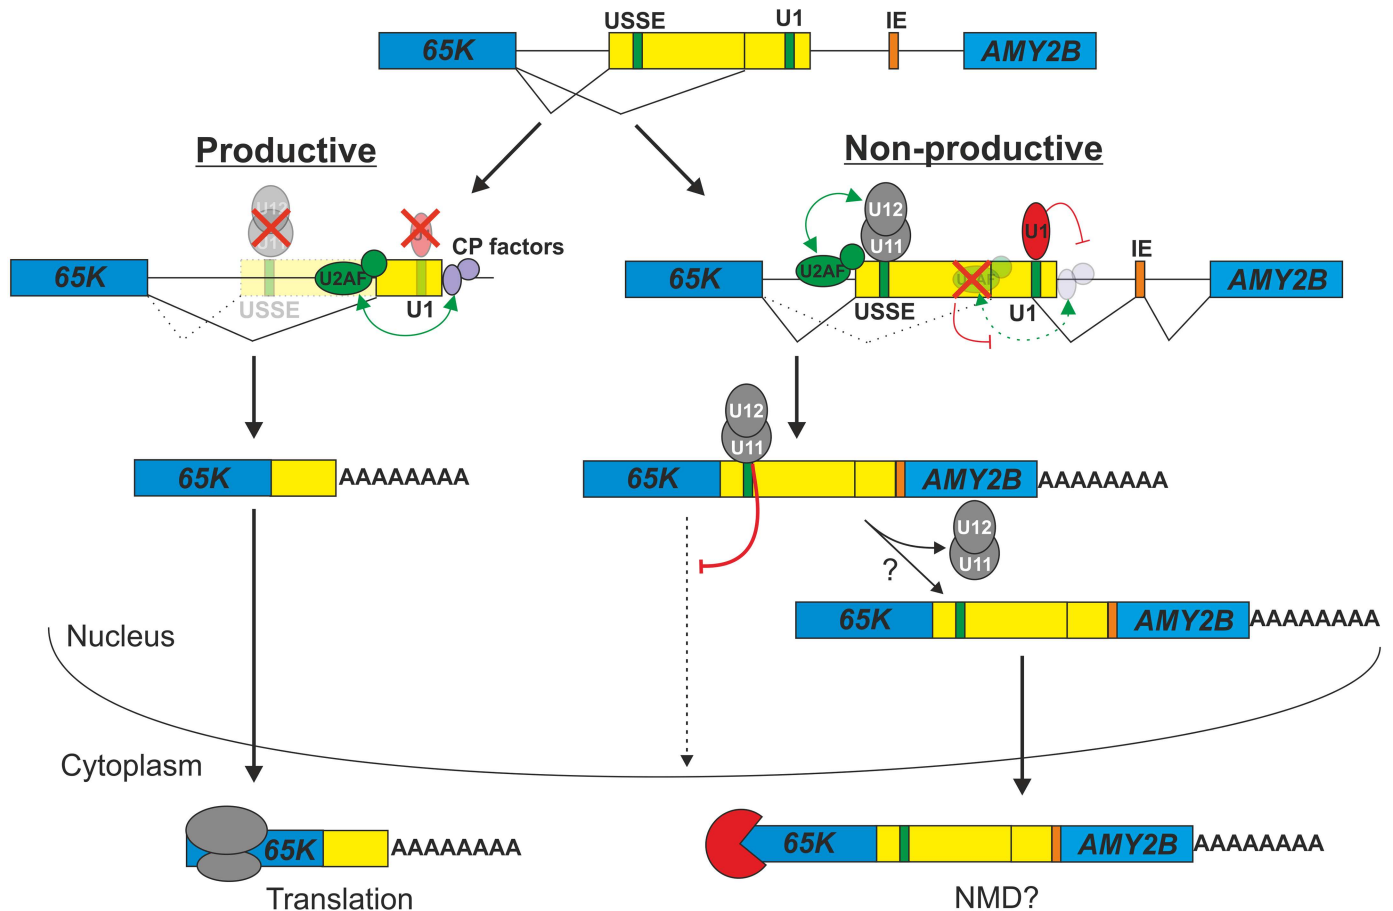 USSE U1 IE
65K AMY2B
Productive Non-productive
U12
U11
U12
U11
U1
CP factors
65K U2AF
USSE U1
U2AF
U1
IE
65K AMY2B
USSE U1
U12
U11
65K AAAAAAAA
65K AMY2B AAAAAAAA
U12
U11
?
65K AMY2B AAAAAAAA
Nucleus
Cytoplasm
65K AAAAAAAA
65K AMY2B AAAAAAAA
Translation
NMD?